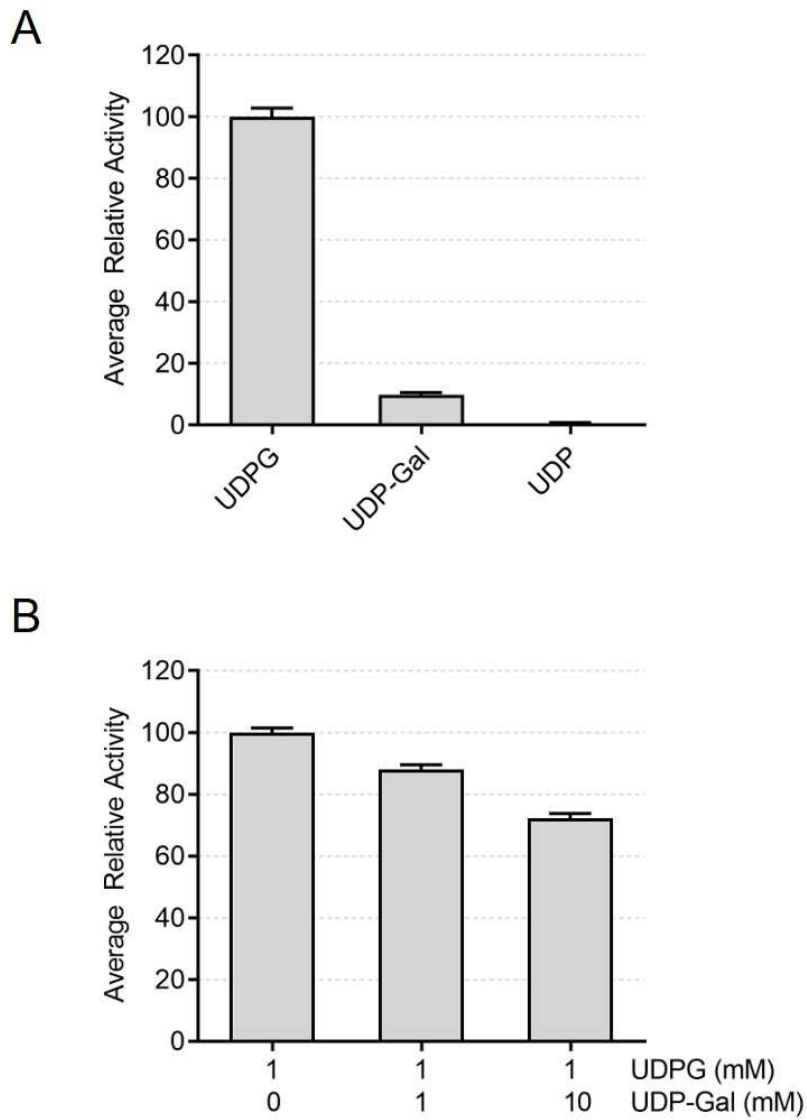 A
Average Relative Activity
120
100
80
60
40
20
0
UDPG
UDP-Gal
UDP
B
Average Relative Activity
120
100
80
60
40
20
0
1 1 1 UDPG (mM)
0 1 10 UDP-Gal (mM)